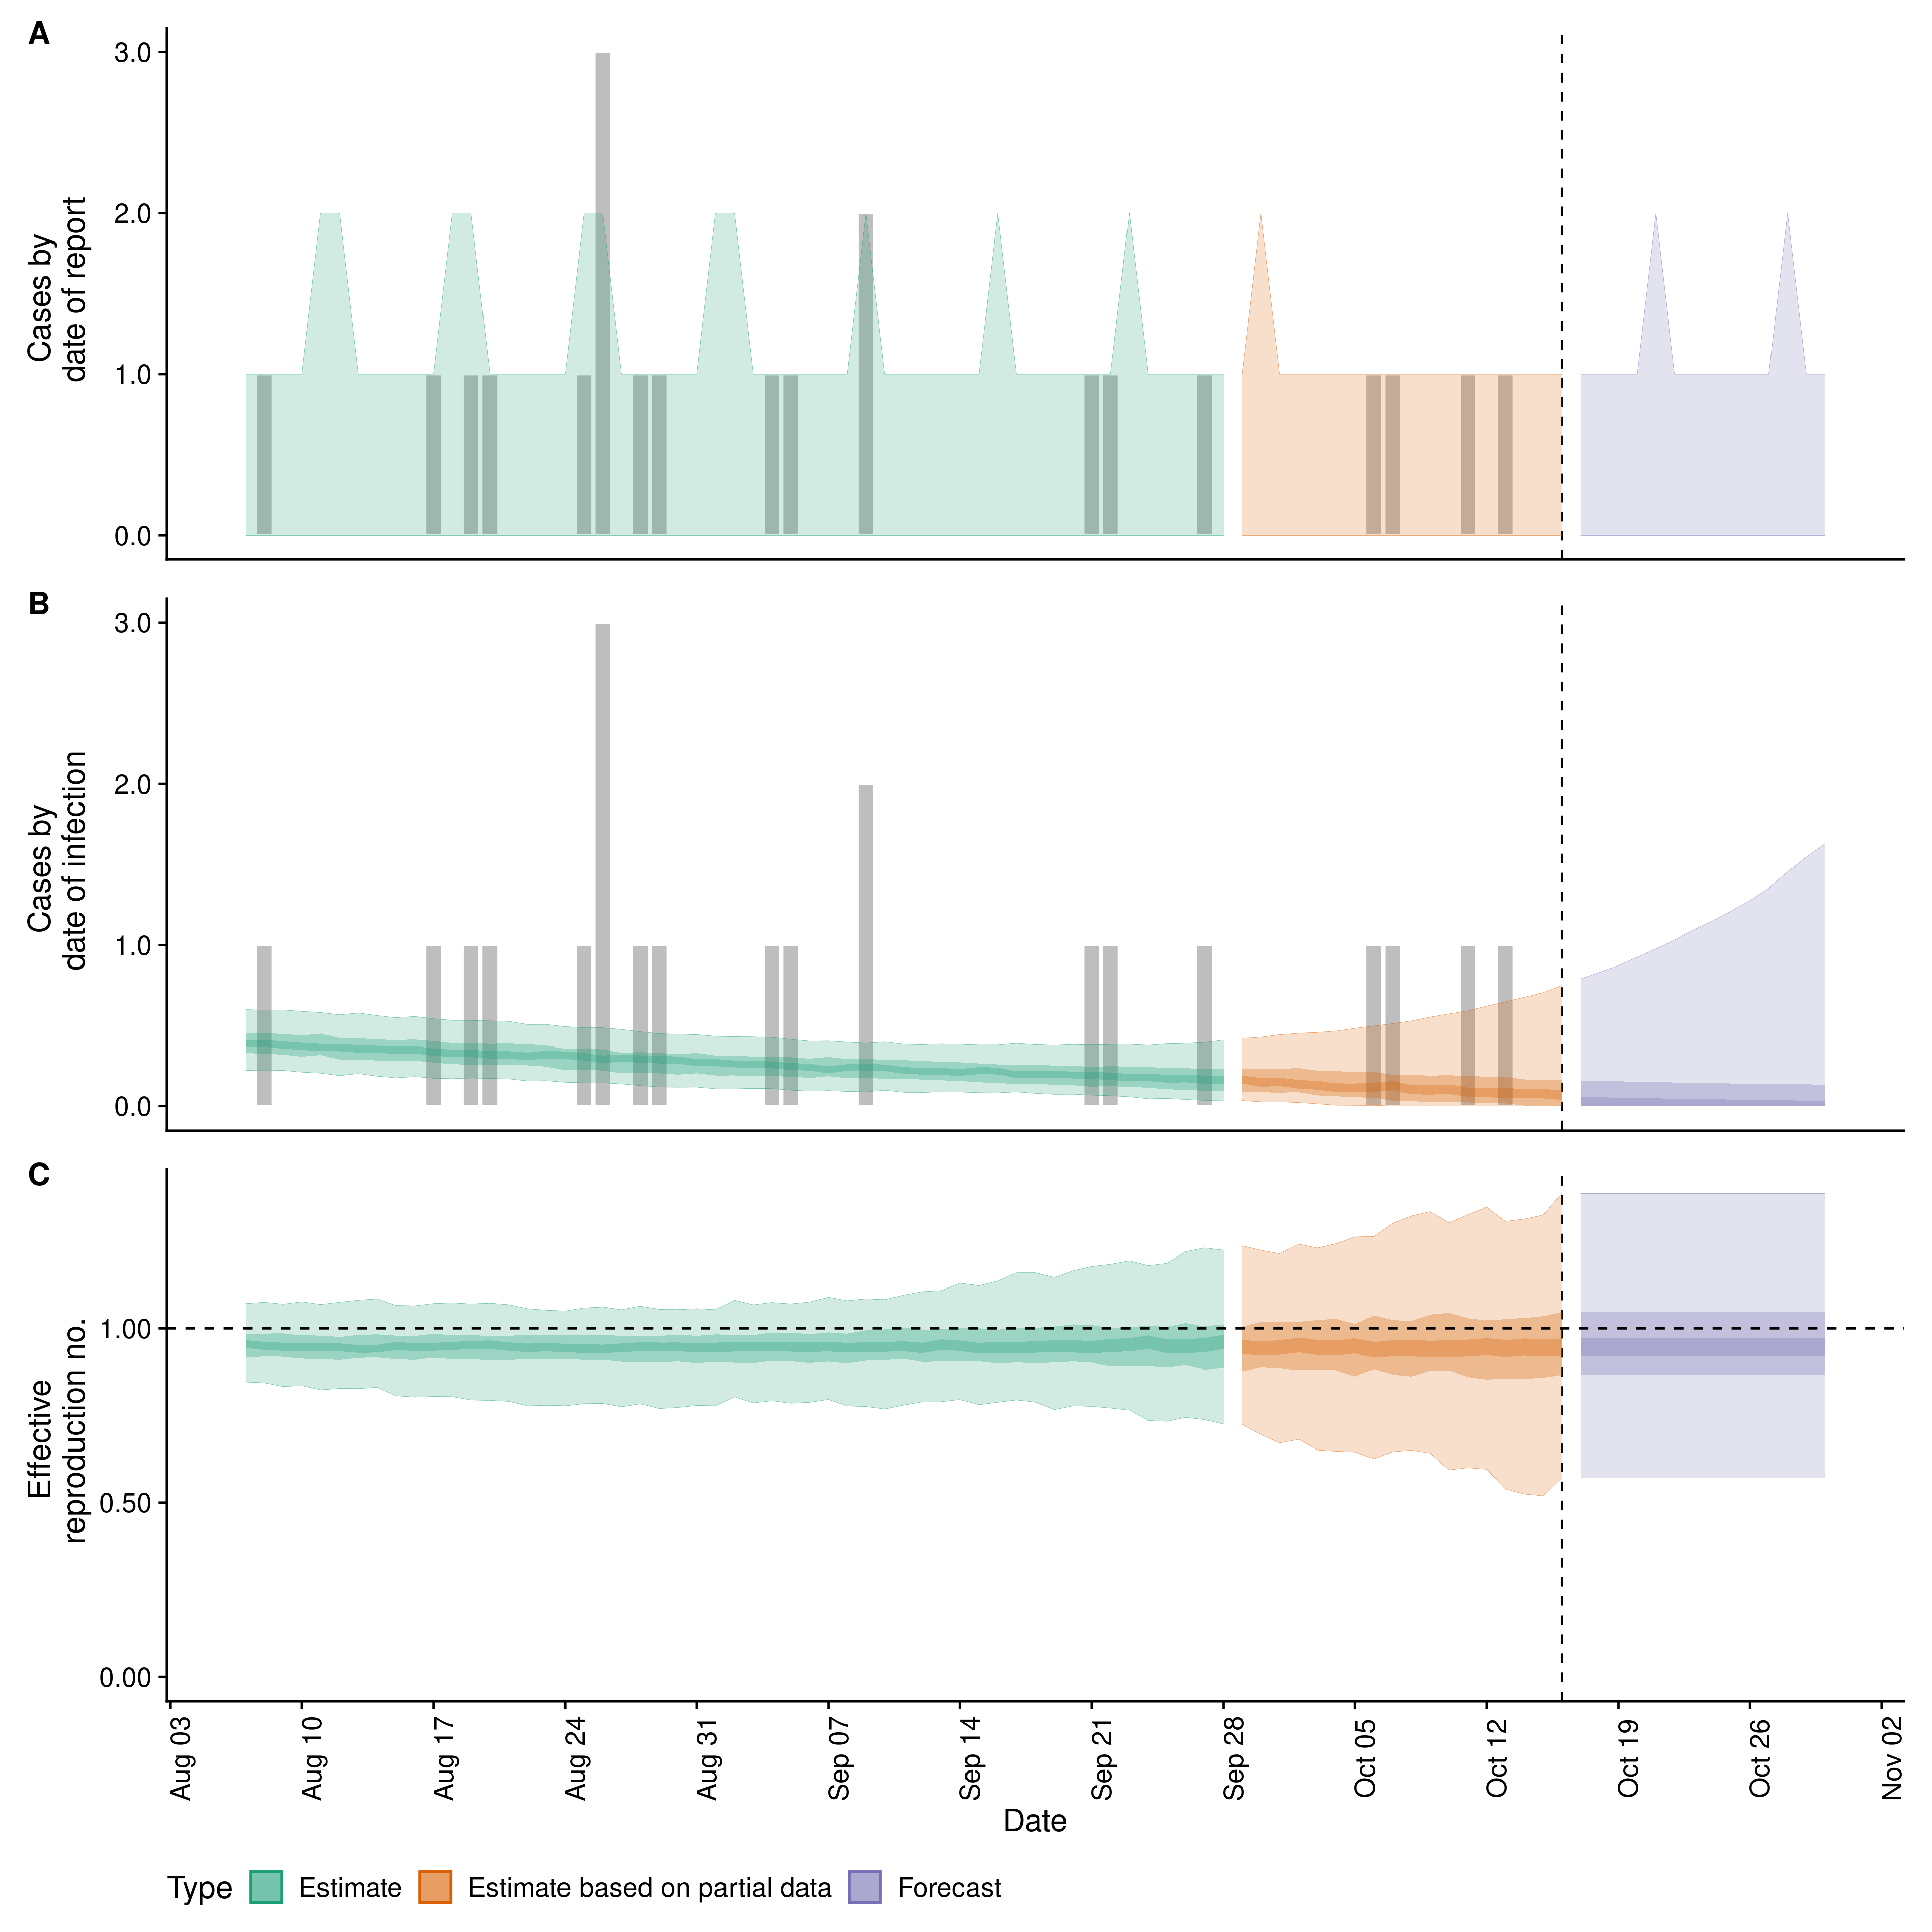 A
3.0
2.0
1.0
0.0
Cases by
date of report
B
3.0
2.0
1.0
0.0
Cases by
date of infection
C
1.00
0.50
0.00
Effective
reproduction no.
Aug 03
Aug 10
Aug 17
Aug 24
Aug 31
Sep 07
Sep 14
Sep 21
Sep 28
Oct 05
Oct 12
Oct 19
Oct 26
Nov 02
Date
Type Estimate Estimate based on partial data Forecast